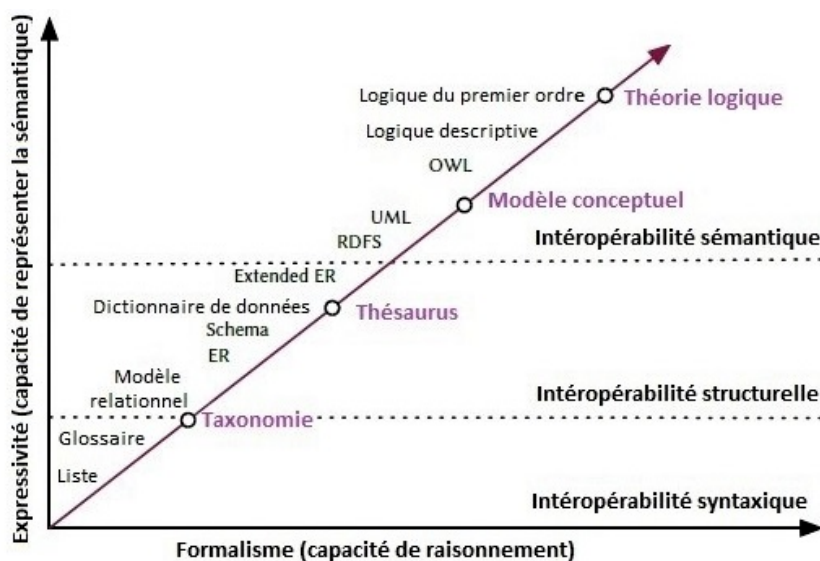 Expressivité (capacité de représenter la sémantique)
Logique du premier ordre
Théorie logique
Logique descriptive
OWL
Modèle conceptuel
UML
Intéropérabilité sémantique
RDFS
Extended ER
Dictionnaire de données
Thésaurus
Schema
ER
Modèle
relationnel
Intéropérabilité structurelle
Taxonomie
Glossaire
Liste
Intéropérabilité syntaxique
Formalisme (capacité de raisonnement)